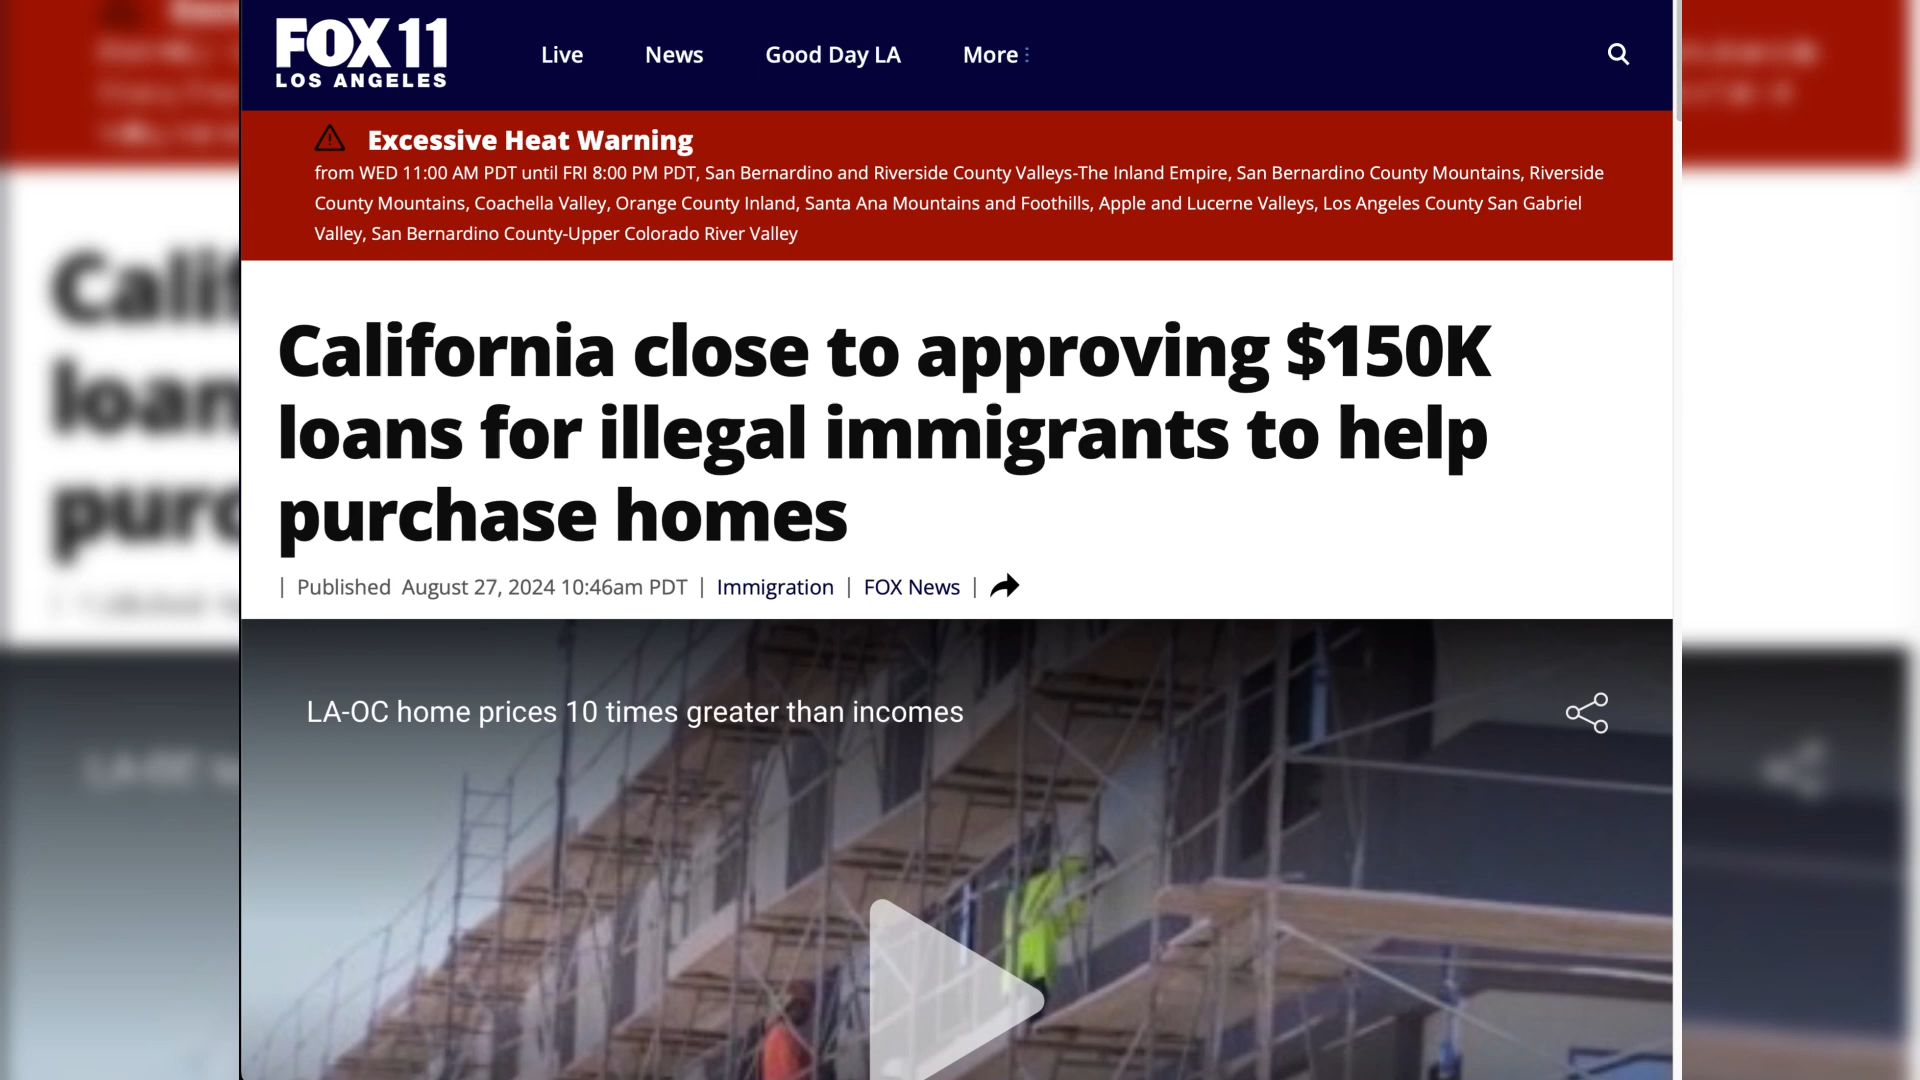 FOX 11
LOS ANGELES
Live News Good Day LA More
Excessive Heat Warning
from WED 11:00 AM PDT until FRI 8:00 PM PDT, San Bernardino and Riverside County Valleys-The Inland Empire, San Bernardino County Mountains, Riverside
County Mountains, Coachella Valley, Orange County Inland, Santa Ana Mountains and Foothills, Apple and Lucerne Valleys, Los Angeles County San Gabriel
Valley, San Bernardino County-Upper Colorado River Valley
California close to approving $150K
loans for illegal immigrants to help
purchase homes
| Published August 27, 2024 10:46am PDT | Immigration | FOX News |
LA-OC home prices 10 times greater than incomes